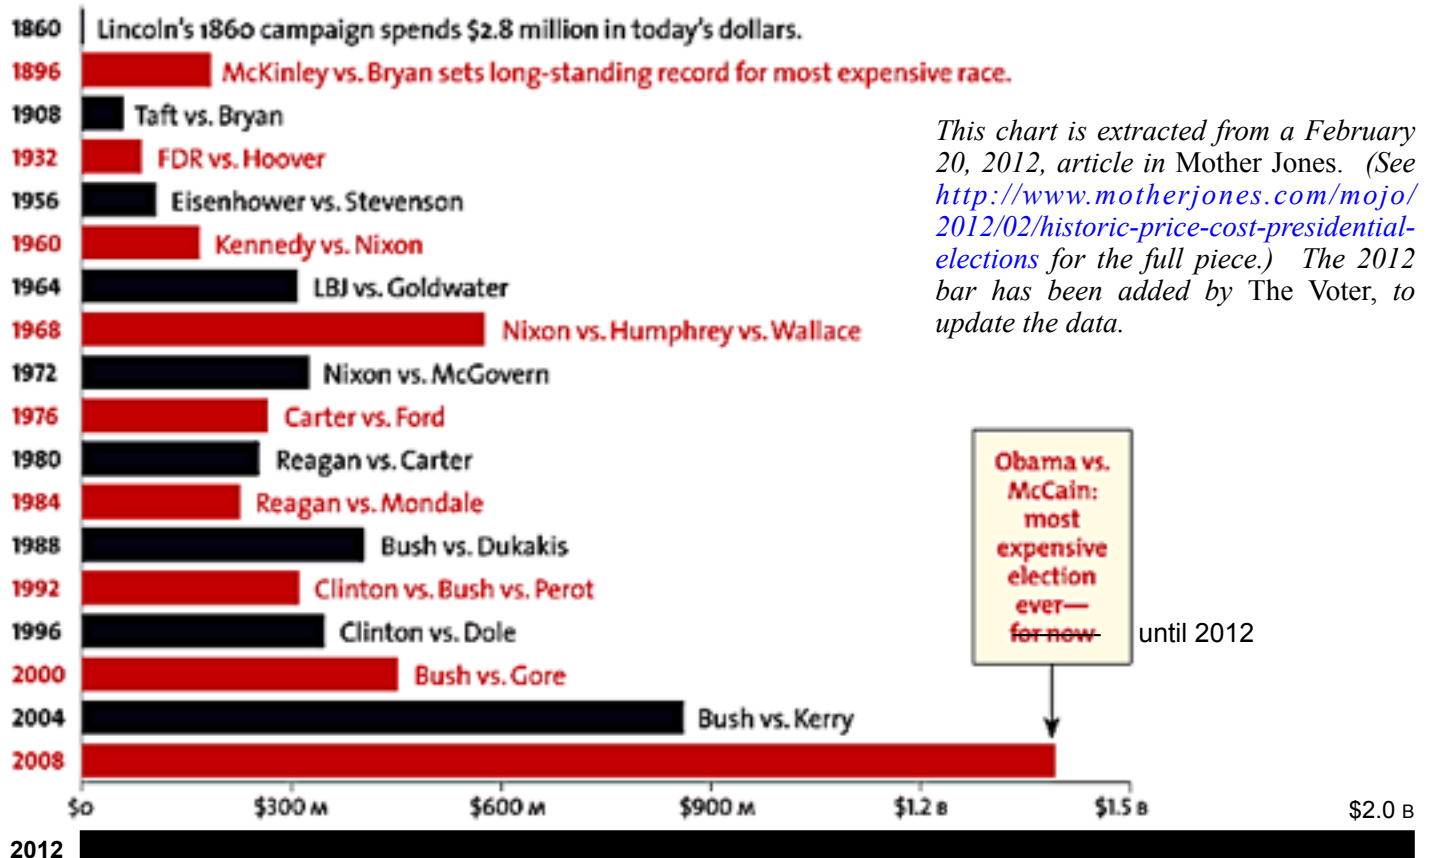 1860 Lincoln's 1860 campaign spends $2.8 million in today's dollars.
1896 McKinley vs. Bryan sets long-standing record for most expensive race.
1908 Taft vs. Bryan
1932 FDR vs. Hoover
1956 Eisenhower vs. Stevenson
1960 Kennedy vs. Nixon
1964 LBJ vs. Goldwater
1968 Nixon vs. Humphrey vs. Wallace
1972 Nixon vs. McGovern
1976 Carter vs. Ford
1980 Reagan vs. Carter
1984 Reagan vs. Mondale
1988 Bush vs. Dukakis
1992 Clinton vs. Bush vs. Perot
1996 Clinton vs. Dole
2000 Bush vs. Gore
2004 Bush vs. Kerry
2008
$0 $300 M $600 M $900 M $1.2 B $1.5 B $2.0 B
2012
This chart is extracted from a February
20, 2012, article in Mother Jones. (See
http://www.motherjones.com/mojo/
2012/02/historic-price-cost-presidential-
elections for the full piece.) The 2012
bar has been added by The Voter, to
update the data.
Obama vs.
McCain:
most
expensive
election
ever—
for now
until 2012